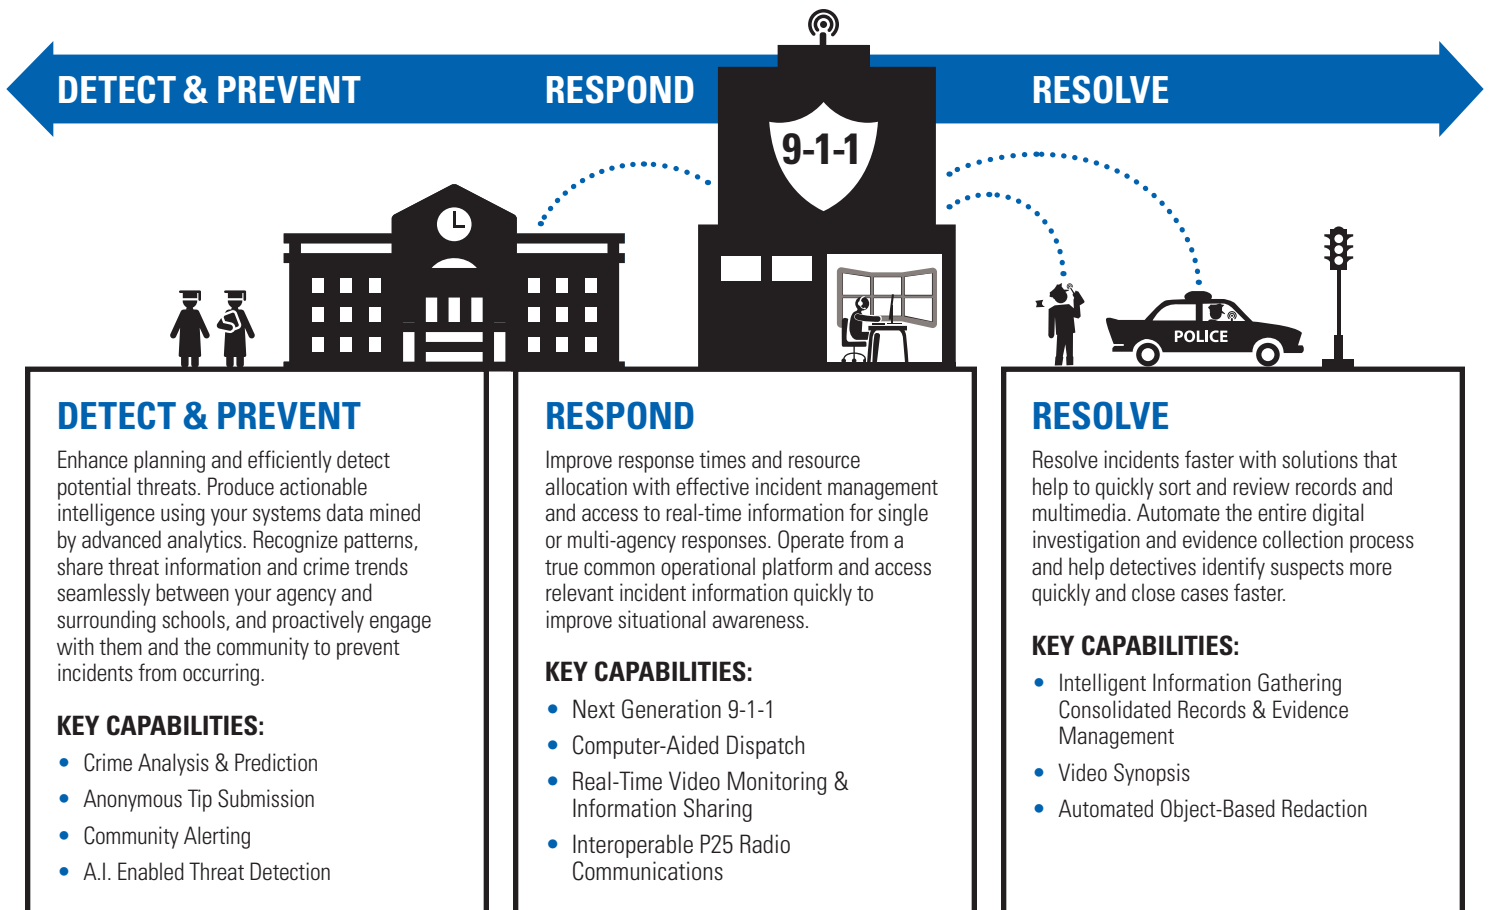 DETECT & PREVENT
RESPOND
RESOLVE
9-1-1
POLICE
DETECT & PREVENT
Enhance planning and efficiently detect
potential threats. Produce actionable
intelligence using your systems data mined
by advanced analytics. Recognize patterns,
share threat information and crime trends
seamlessly between your agency and
surrounding schools, and proactively engage
with them and the community to prevent
incidents from occurring.
KEY CAPABILITIES:
• Crime Analysis & Prediction
• Anonymous Tip Submission
• Community Alerting
• A.I. Enabled Threat Detection
RESPOND
Improve response times and resource
allocation with effective incident management
and access to real-time information for single
or multi-agency responses. Operate from a
true common operational platform and access
relevant incident information quickly to
improve situational awareness.
KEY CAPABILITIES:
• Next Generation 9-1-1
• Computer-Aided Dispatch
• Real-Time Video Monitoring &
Information Sharing
• Interoperable P25 Radio
Communications
RESOLVE
Resolve incidents faster with solutions that
help to quickly sort and review records and
multimedia. Automate the entire digital
investigation and evidence collection process
and help detectives identify suspects more
quickly and close cases faster.
KEY CAPABILITIES:
• Intelligent Information Gathering
Consolidated Records & Evidence
Management
• Video Synopsis
• Automated Object-Based Redaction